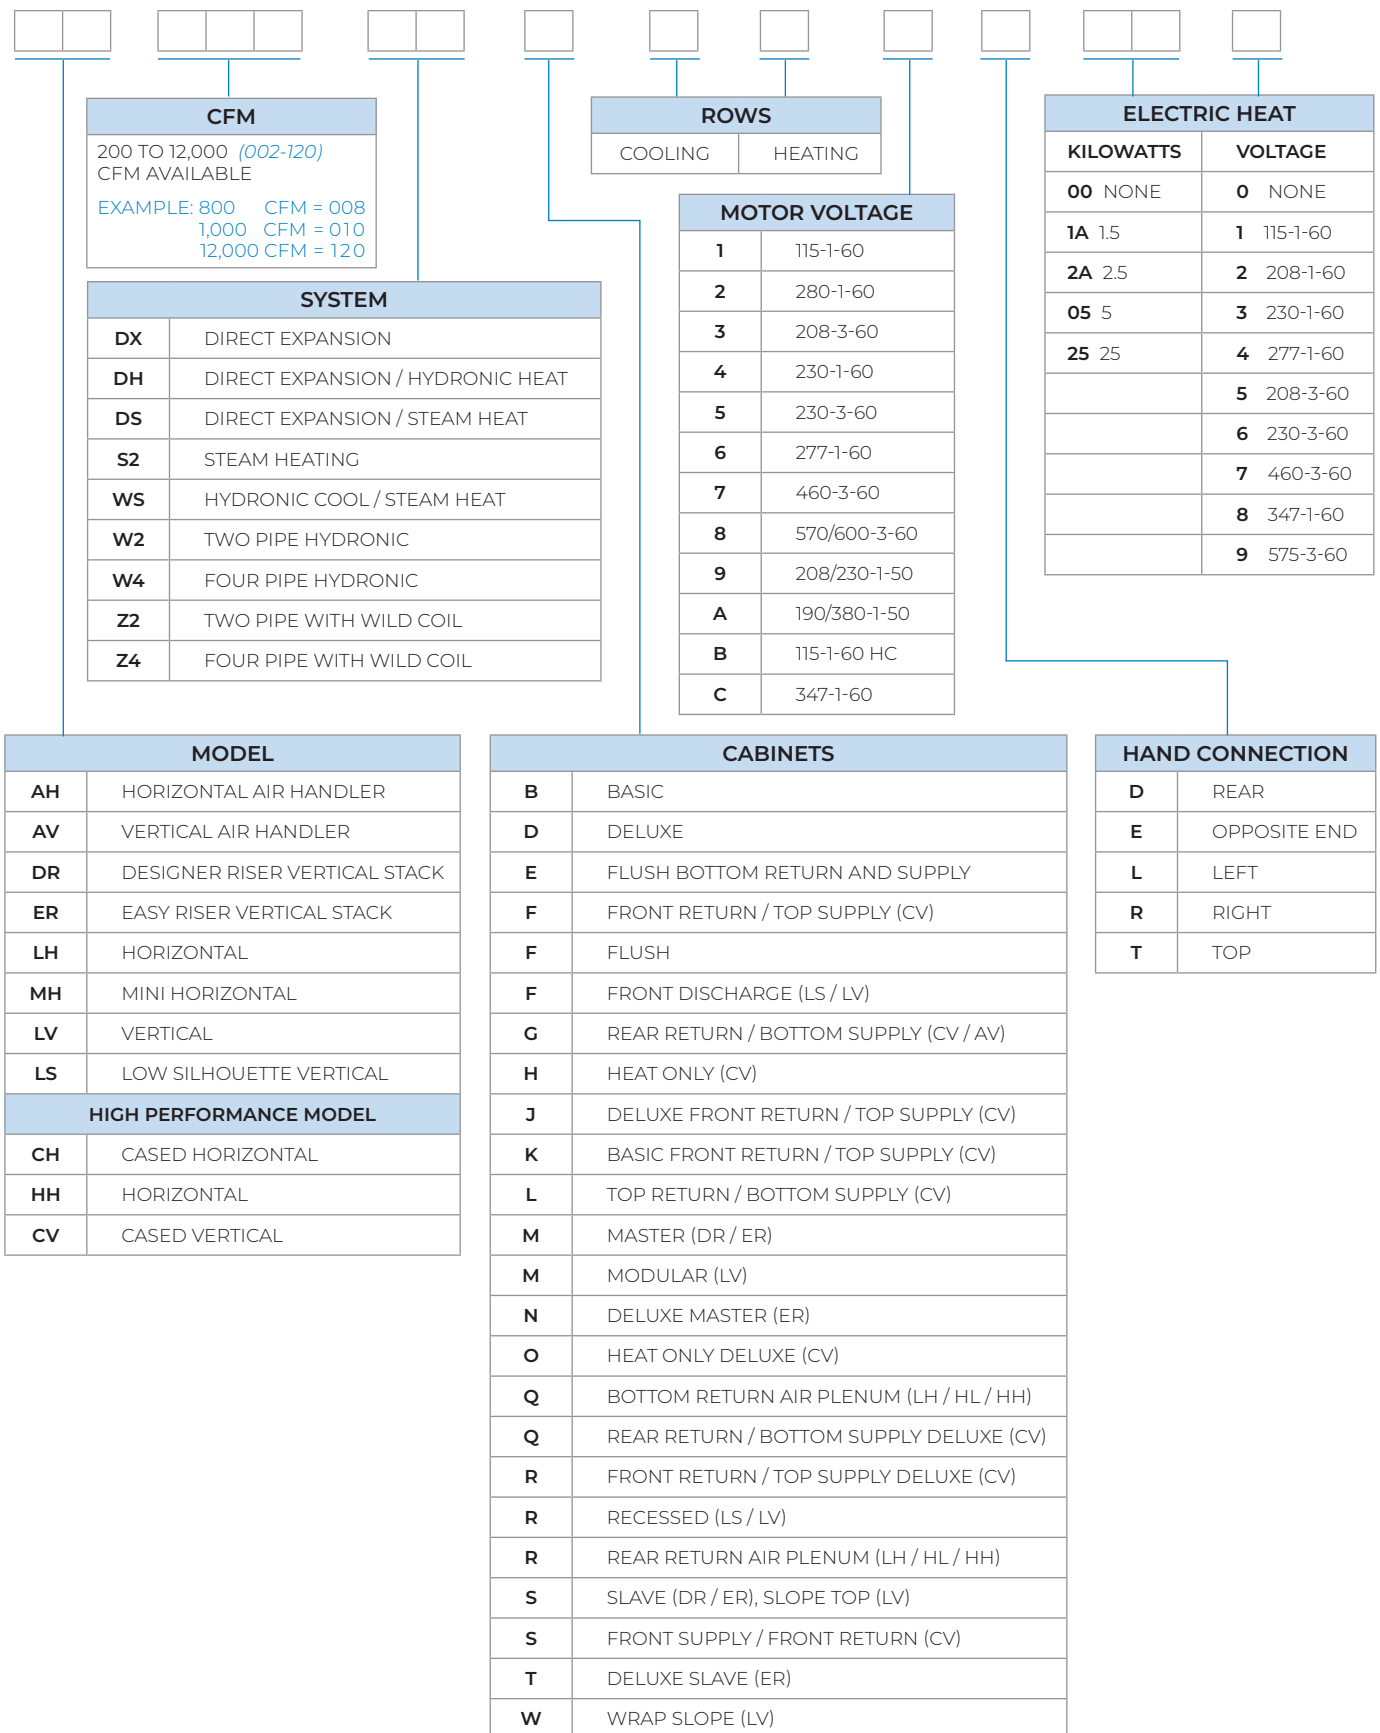 CFM
200 TO 12,000 (002-120)
CFM AVAILABLE
EXAMPLE: 800 CFM = 008
1,000 CFM = 010
12,000 CFM = 120
ROWS
COOLING HEATING
ELECTRIC HEAT
KILOWATTS VOLTAGE
00 NONE 0 NONE
1A 1.5 1 115-1-60
2A 2.5 2 208-1-60
05 5 3 230-1-60
25 25 4 277-1-60
5 208-3-60
6 230-3-60
7 460-3-60
8 347-1-60
9 575-3-60
MOTOR VOLTAGE
1 115-1-60
2 280-1-60
3 208-3-60
4 230-1-60
5 230-3-60
6 277-1-60
7 460-3-60
8 570/600-3-60
9 208/230-1-50
A 190/380-1-50
B 115-1-60 HC
C 347-1-60
SYSTEM
DX DIRECT EXPANSION
DH DIRECT EXPANSION / HYDRONIC HEAT
DS DIRECT EXPANSION / STEAM HEAT
S2 STEAM HEATING
WS HYDRONIC COOL / STEAM HEAT
W2 TWO PIPE HYDRONIC
W4 FOUR PIPE HYDRONIC
Z2 TWO PIPE WITH WILD COIL
Z4 FOUR PIPE WITH WILD COIL
MODEL
AH HORIZONTAL AIR HANDLER
AV VERTICAL AIR HANDLER
DR DESIGNER RISER VERTICAL STACK
ER EASY RISER VERTICAL STACK
LH HORIZONTAL
MH MINI HORIZONTAL
LV VERTICAL
LS LOW SILHOUETTE VERTICAL
HIGH PERFORMANCE MODEL
CH CASED HORIZONTAL
HH HORIZONTAL
CV CASED VERTICAL
CABINETS
B BASIC
D DELUXE
E FLUSH BOTTOM RETURN AND SUPPLY
F FRONT RETURN / TOP SUPPLY (CV)
F FLUSH
F FRONT DISCHARGE (LS / LV)
G REAR RETURN / BOTTOM SUPPLY (CV / AV)
H HEAT ONLY (CV)
J DELUXE FRONT RETURN / TOP SUPPLY (CV)
K BASIC FRONT RETURN / TOP SUPPLY (CV)
L TOP RETURN / BOTTOM SUPPLY (CV)
M MASTER (DR / ER)
M MODULAR (LV)
N DELUXE MASTER (ER)
O HEAT ONLY DELUXE (CV)
Q BOTTOM RETURN AIR PLENUM (LH / HL / HH)
Q REAR RETURN / BOTTOM SUPPLY DELUXE (CV)
R FRONT RETURN / TOP SUPPLY DELUXE (CV)
R RECESSED (LS / LV)
R REAR RETURN AIR PLENUM (LH / HL / HH)
S SLAVE (DR / ER), SLOPE TOP (LV)
S FRONT SUPPLY / FRONT RETURN (CV)
T DELUXE SLAVE (ER)
W WRAP SLOPE (LV)
HAND CONNECTION
D REAR
E OPPOSITE END
L LEFT
R RIGHT
T TOP